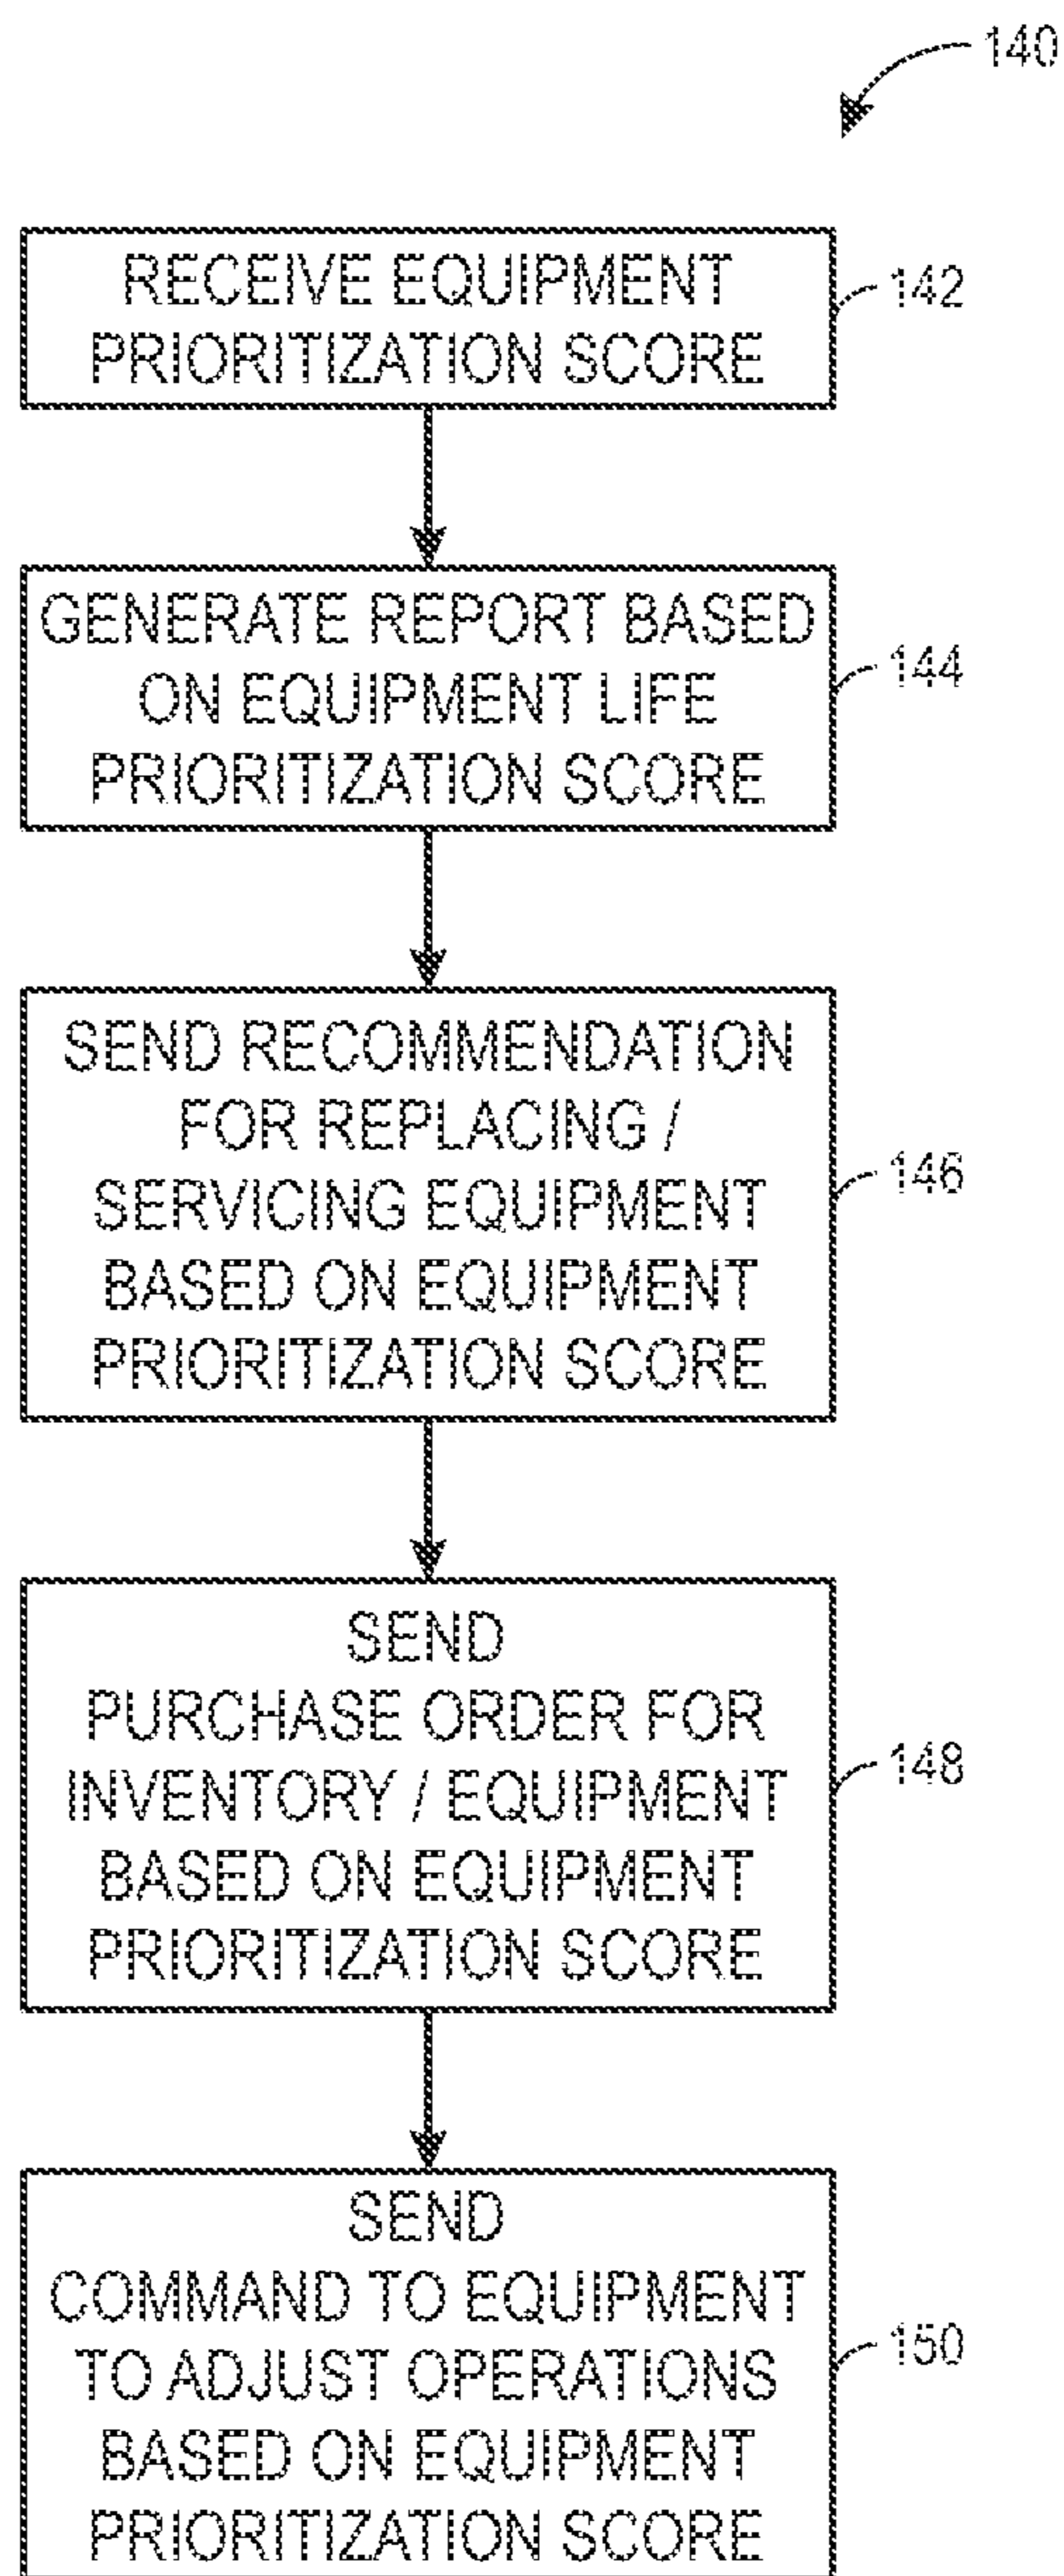 140
RECEIVE EQUIPMENT
PRIORITIZATION SCORE
142
GENERATE REPORT BASED
ON EQUIPMENT LIFE
PRIORITIZATION SCORE
144
SEND RECOMMENDATION
FOR REPLACING /
SERVICING EQUIPMENT
BASED ON EQUIPMENT
PRIORITIZATION SCORE
146
SEND
PURCHASE ORDER FOR
INVENTORY / EQUIPMENT
BASED ON EQUIPMENT
PRIORITIZATION SCORE
148
SEND
COMMAND TO EQUIPMENT
TO ADJUST OPERATIONS
BASED ON EQUIPMENT
PRIORITIZATION SCORE
150